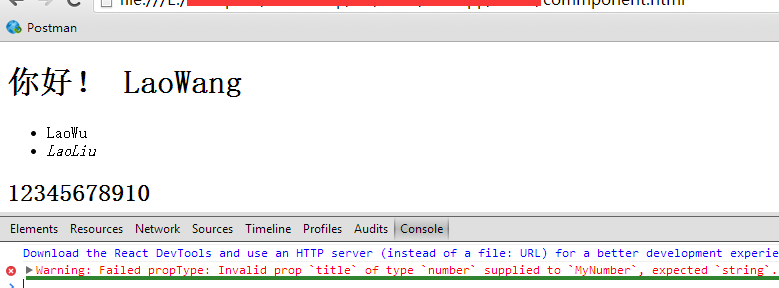 file:///E:/ commponent.html
Postman
你好！ LaoWang
LaoWu
LaoLiu
12345678910
Elements Resources Network Sources Timeline Profiles Audits Console
Download the React DevTools and use an HTTP server (instead of a file: URL) for a better development experie
Warning: Failed propType: Invalid prop `title` of type `number` supplied to `MyNumber`, expected `string`.